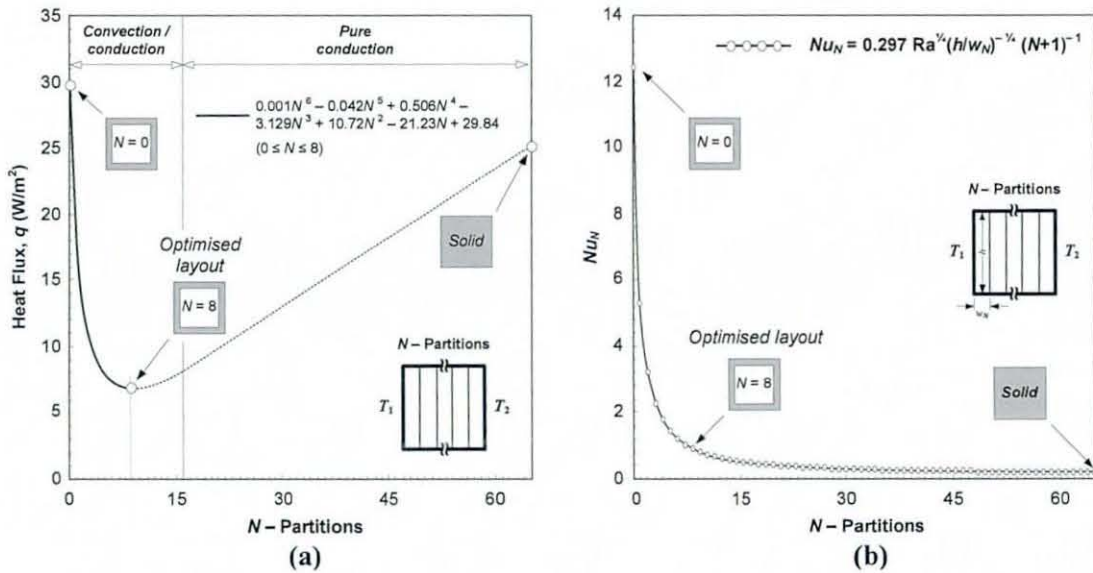 35
30
25
20
15
10
5
0
Heat Flux, q (W/m²)
Convection / conduction
Pure conduction
0.001N⁶ – 0.042N⁵ + 0.506N⁴ –
3.129N³ + 10.72N² – 21.23N + 29.84
(0 ≤ N ≤ 8)
N = 0
Optimised
layout
N = 8
Solid
N – Partitions
T₁
T₂
0
15
30
45
60
N – Partitions
(a)
14
12
10
8
6
4
2
0
Nu_N
Nu_N = 0.297 Ra^¼(h/w_N)^–¼ (N+1)^–1
N = 0
N – Partitions
T₁
h
T₂
w_N
Optimised layout
N = 8
Solid
0
15
30
45
60
N – Partitions
(b)